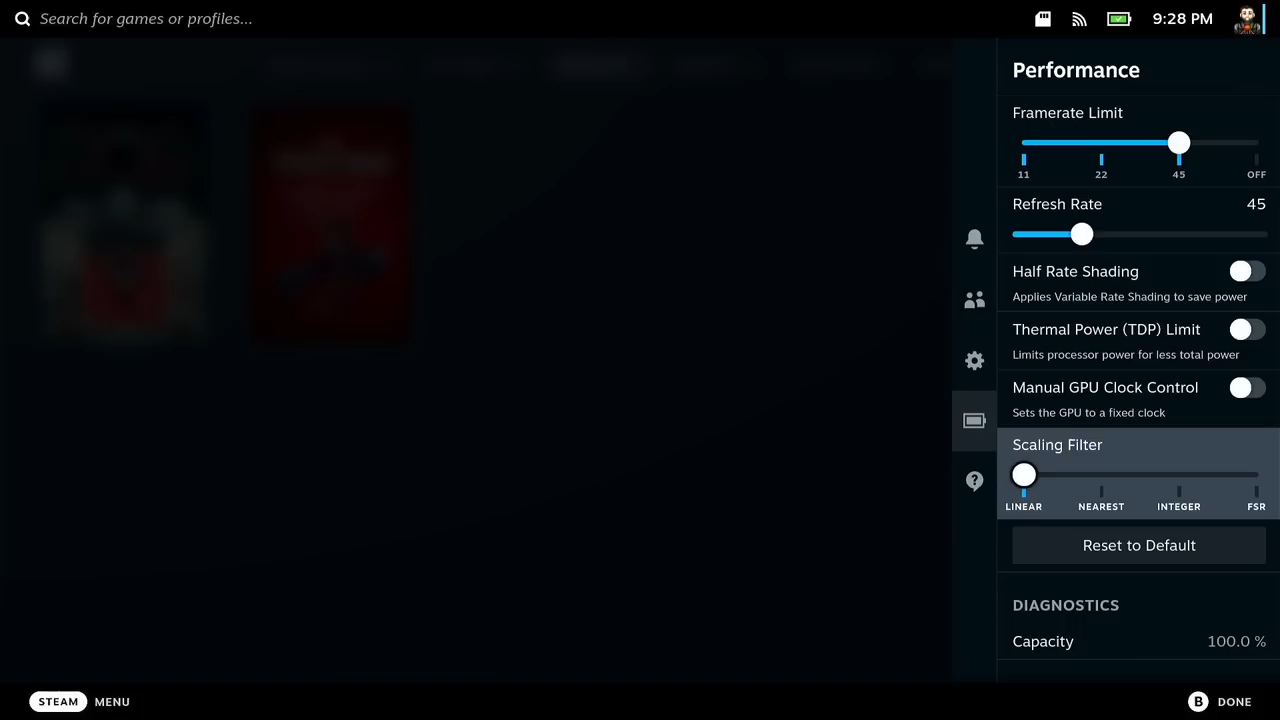 Search for games or profiles...
9:28 PM
Performance
Framerate Limit
11 22 45 OFF
Refresh Rate 45
Half Rate Shading
Applies Variable Rate Shading to save power
Thermal Power (TDP) Limit
Limits processor power for less total power
Manual GPU Clock Control
Sets the GPU to a fixed clock
Scaling Filter
LINEAR NEAREST INTEGER FSR
Reset to Default
DIAGNOSTICS
Capacity 100.0 %
STEAM MENU
B DONE